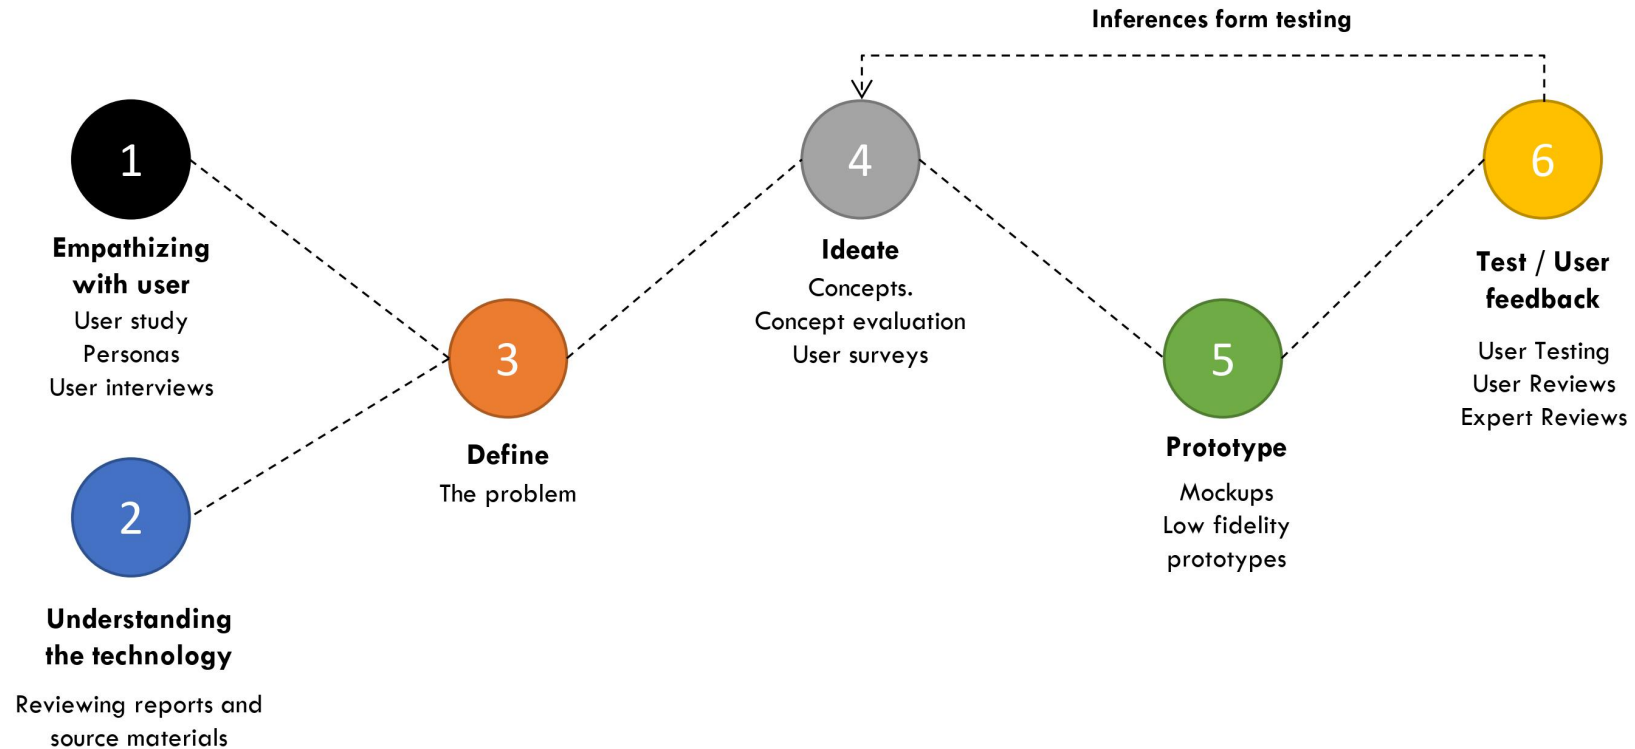 Inferences form testing
1
Empathizing
with user
User study
Personas
User interviews
2
Understanding
the technology
Reviewing reports and
source materials
3
Define
The problem
4
Ideate
Concepts.
Concept evaluation
User surveys
5
Prototype
Mockups
Low fidelity
prototypes
6
Test / User
feedback
User Testing
User Reviews
Expert Reviews